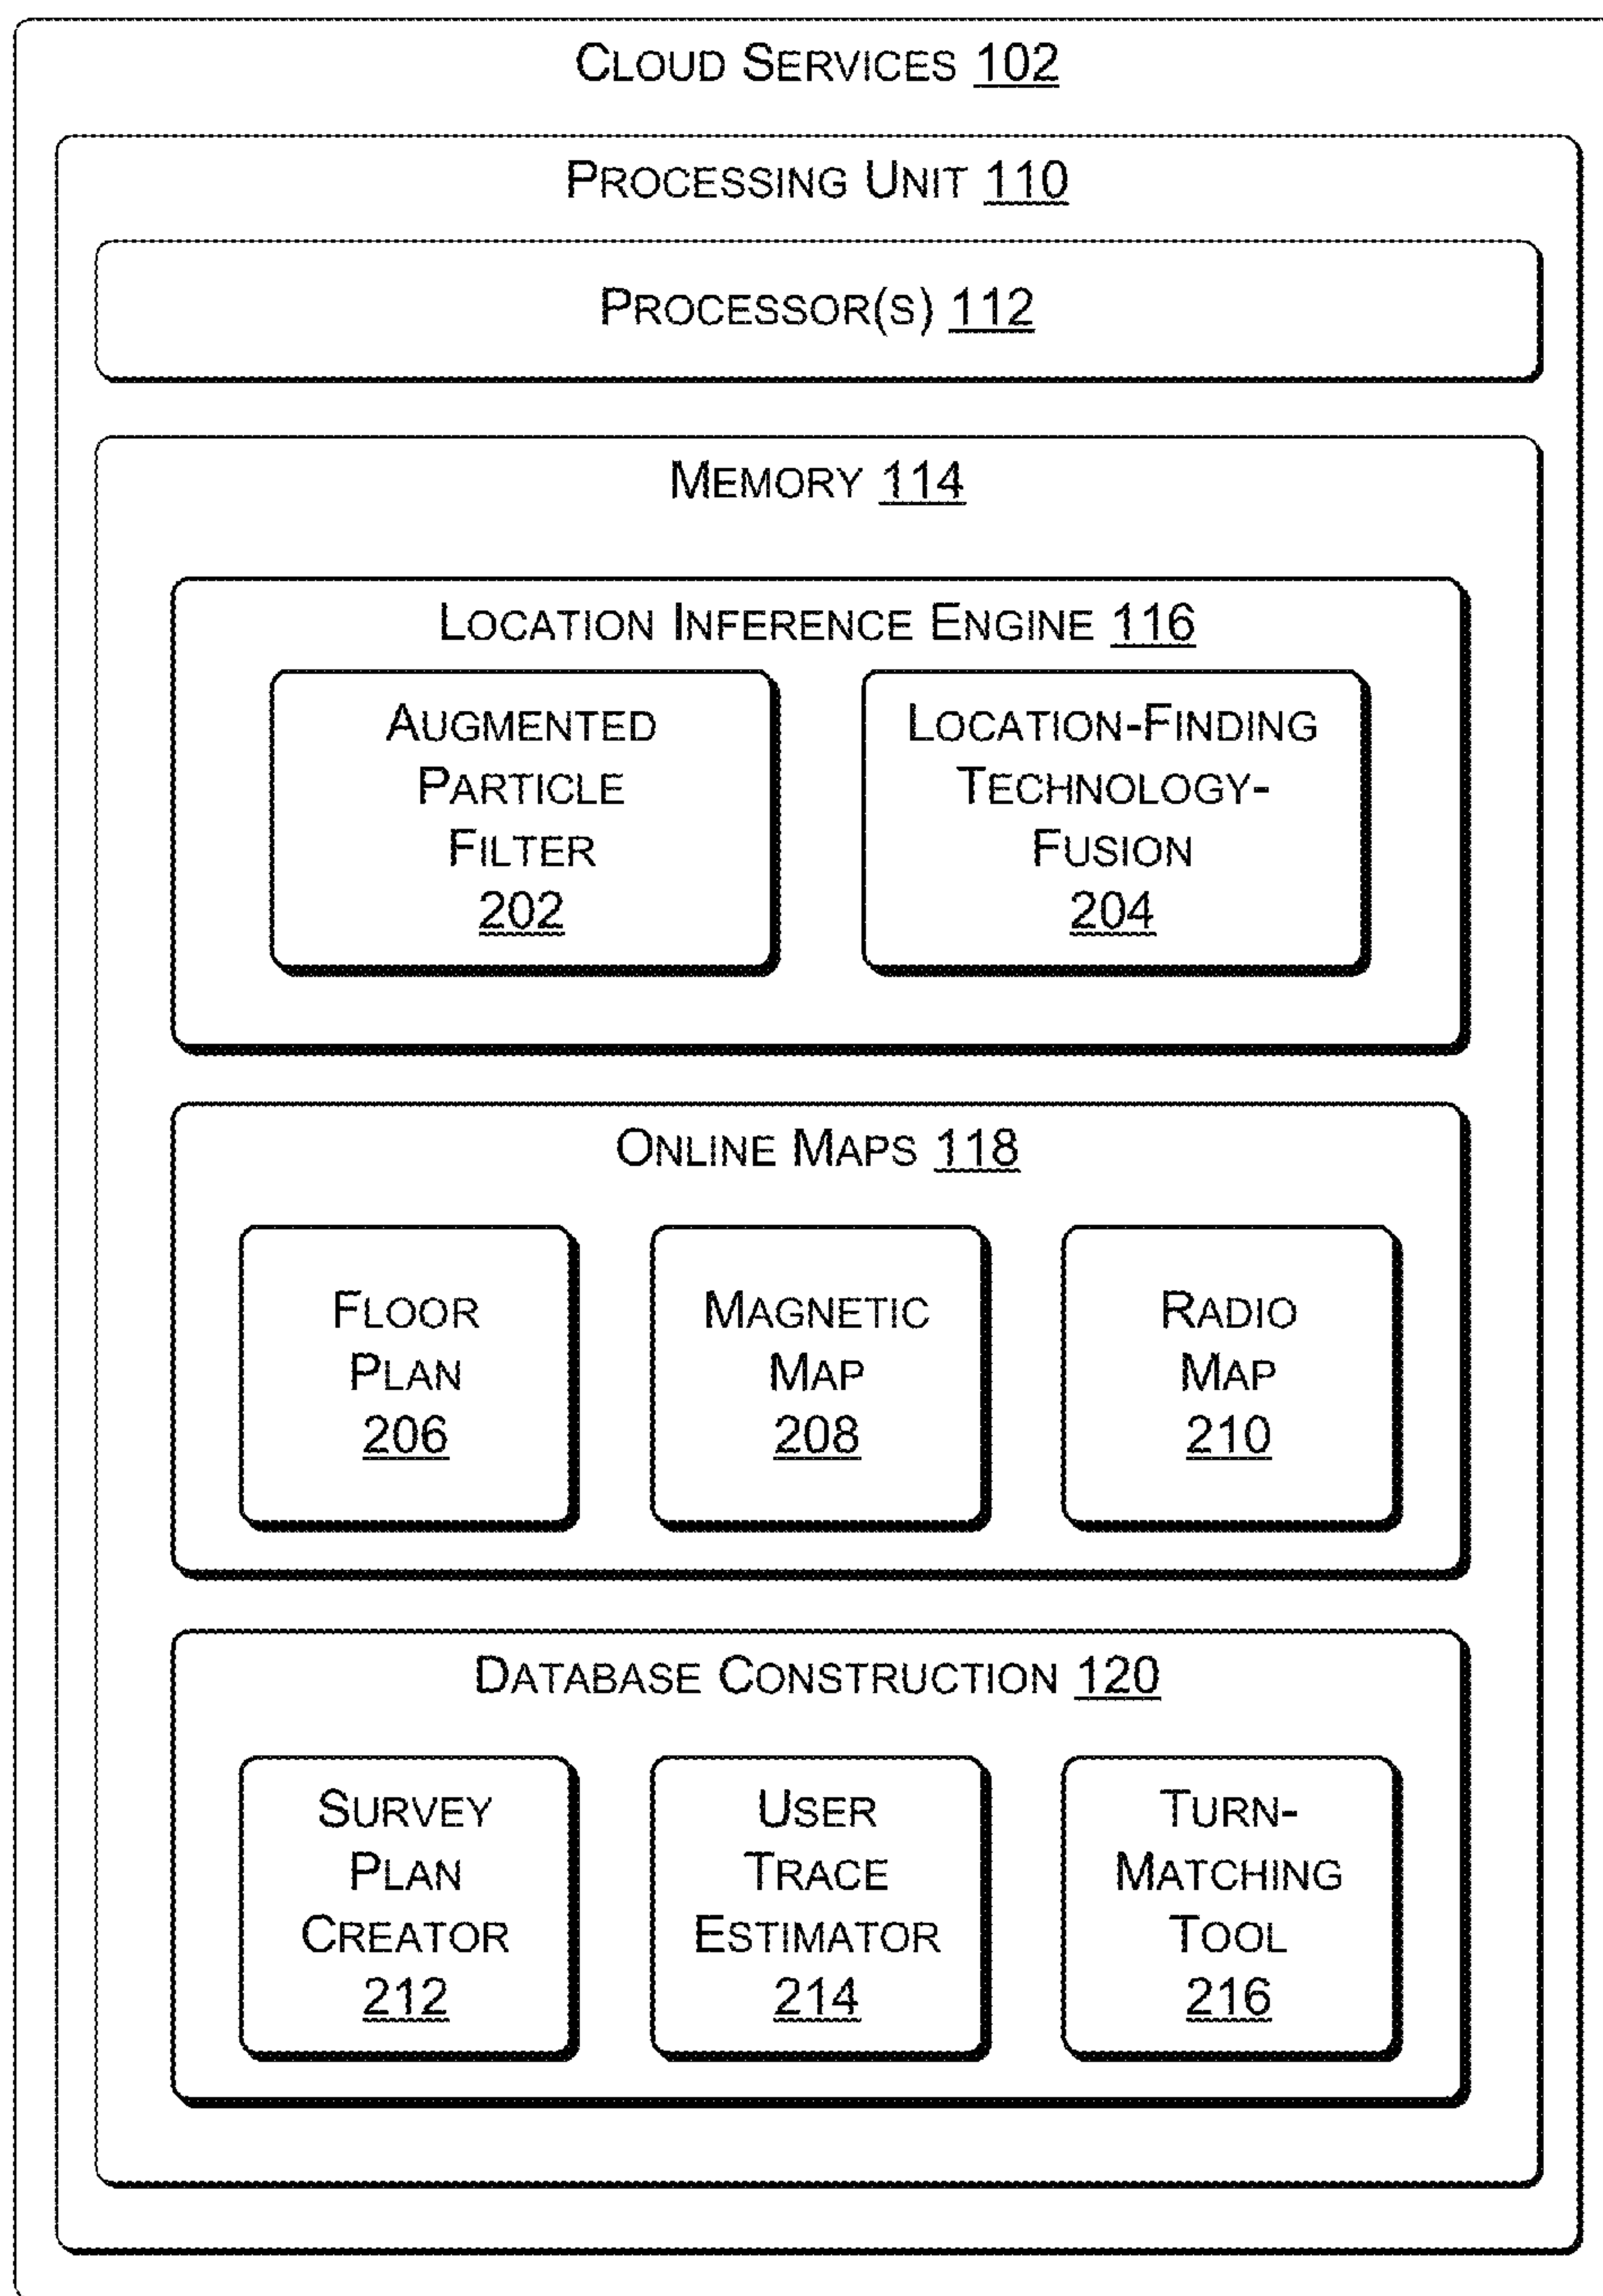 CLOUD SERVICES 102
PROCESSING UNIT 110
PROCESSOR(S) 112
MEMORY 114
LOCATION INFERENCE ENGINE 116
AUGMENTED
PARTICLE
FILTER
202
LOCATION-FINDING
TECHNOLOGY-
FUSION
204
ONLINE MAPS 118
FLOOR
PLAN
206
MAGNETIC
MAP
208
RADIO
MAP
210
DATABASE CONSTRUCTION 120
SURVEY
PLAN
CREATOR
212
USER
TRACE
ESTIMATOR
214
TURN-
MATCHING
TOOL
216